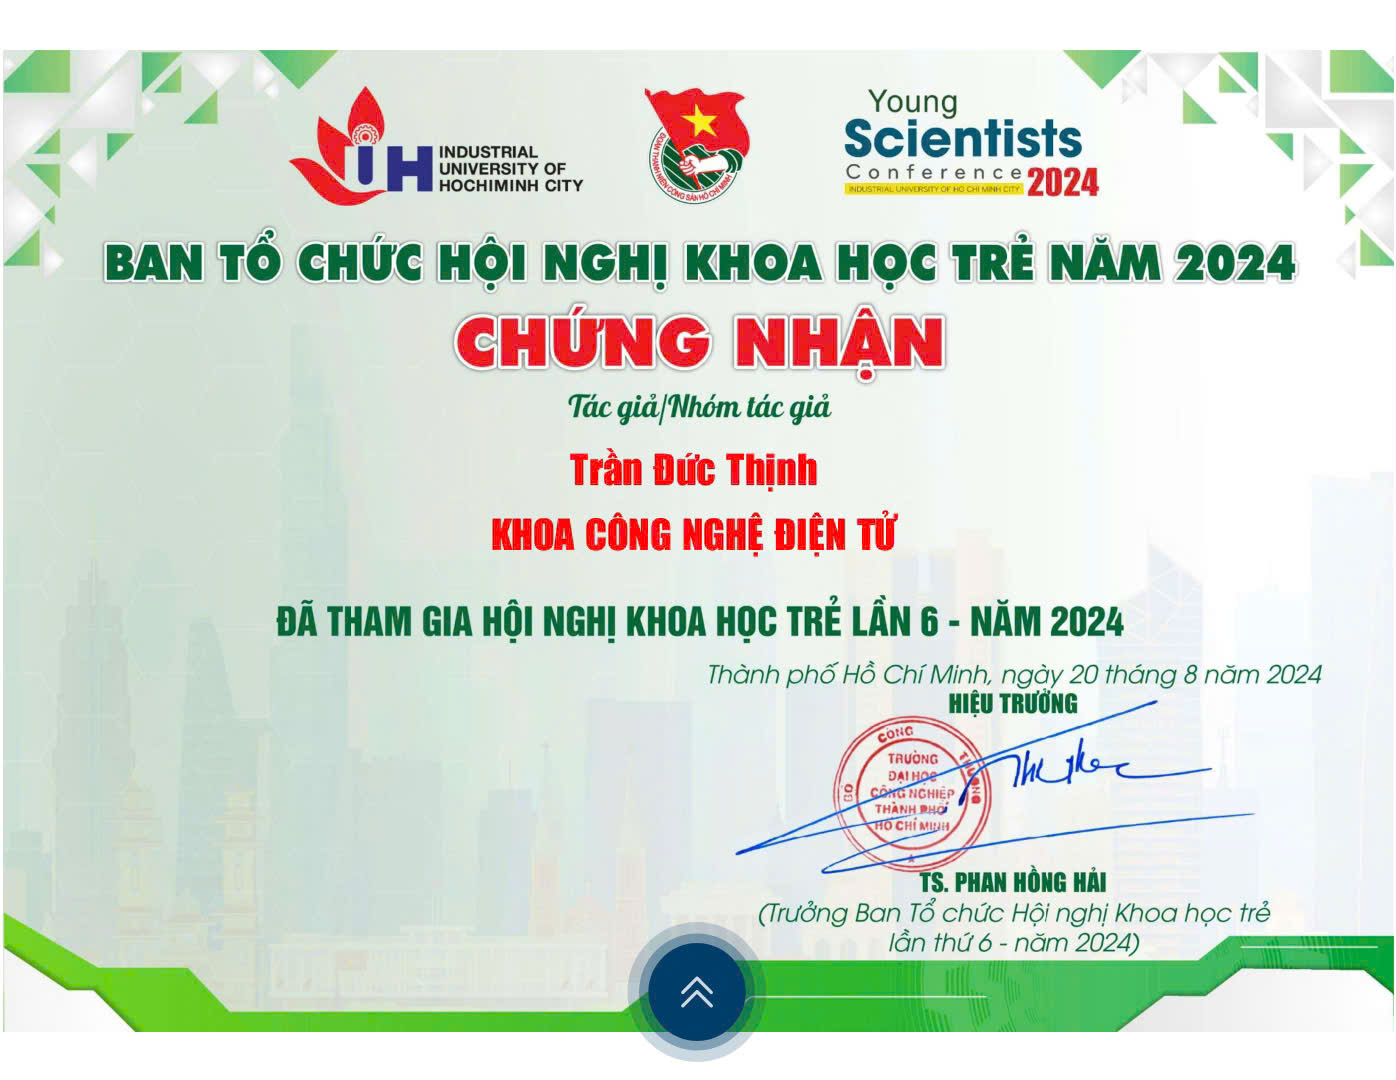 INDUSTRIAL
UNIVERSITY OF
HOCHIMINH CITY
IUH
ĐOÀN THANH NIÊN CỘNG SẢN HỒ CHÍ MINH
Young
Scientists
Conference 2024
INDUSTRIAL UNIVERSITY OF HO CHI MINH CITY
BAN TỔ CHỨC HỘI NGHỊ KHOA HỌC TRẺ NĂM 2024
CHỨNG NHẬN
Tác giả/Nhóm tác giả
Trần Đức Thịnh
KHOA CÔNG NGHỆ ĐIỆN TỬ
ĐÃ THAM GIA HỘI NGHỊ KHOA HỌC TRẺ LẦN 6 - NĂM 2024
Thành phố Hồ Chí Minh, ngày 20 tháng 8 năm 2024
HIỆU TRƯỞNG
BỘ CÔNG THƯƠNG
TRƯỜNG
ĐẠI HỌC
CÔNG NGHIỆP
THÀNH PHỐ
HỒ CHÍ MINH
TS. PHAN HỒNG HẢI
(Trưởng Ban Tổ chức Hội nghị Khoa học trẻ
lần thứ 6 - năm 2024)